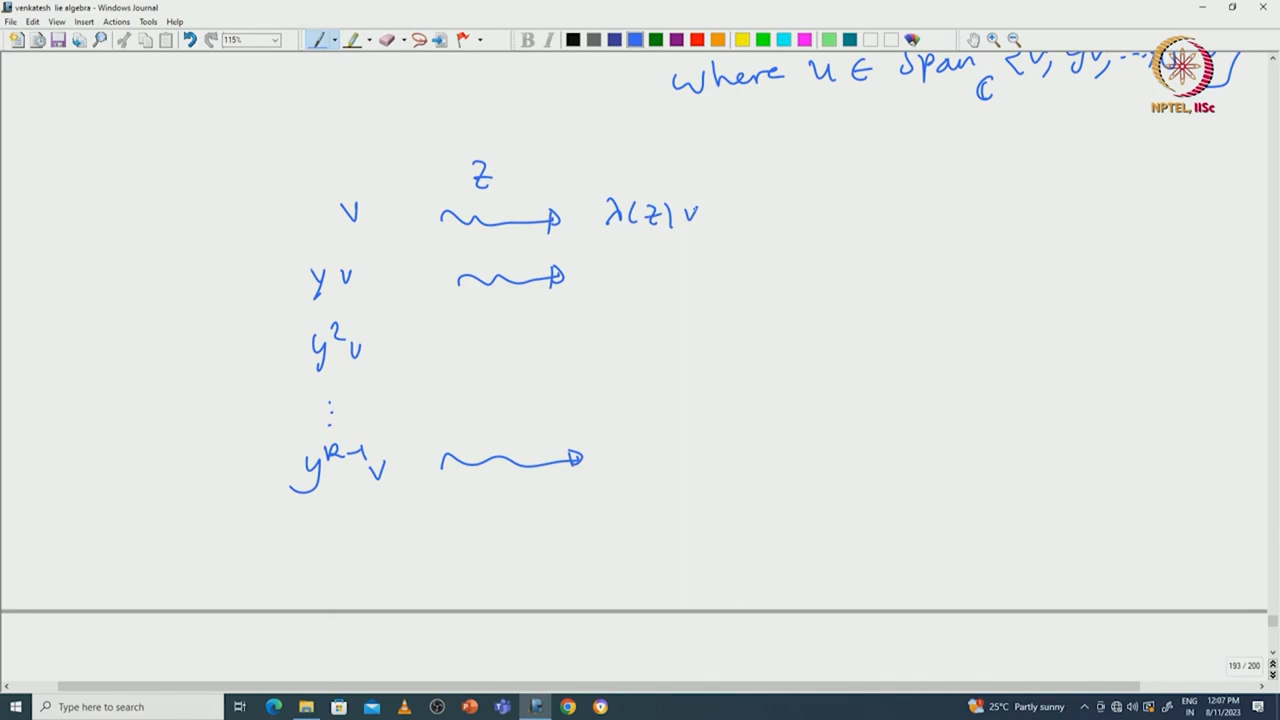 venkatesh lie algebra - Windows Journal
File Edit View Insert Actions Tools Help
115%
B I
where u ∈ Span {v, yv, ...,
ℂ
NPTEL, IISc
z
v λ(z) v
y v
y²v
⋮
y^{k-1} v
193 / 200
Type here to search
25°C Partly sunny
ENG
IN
12:07 PM
8/11/2023